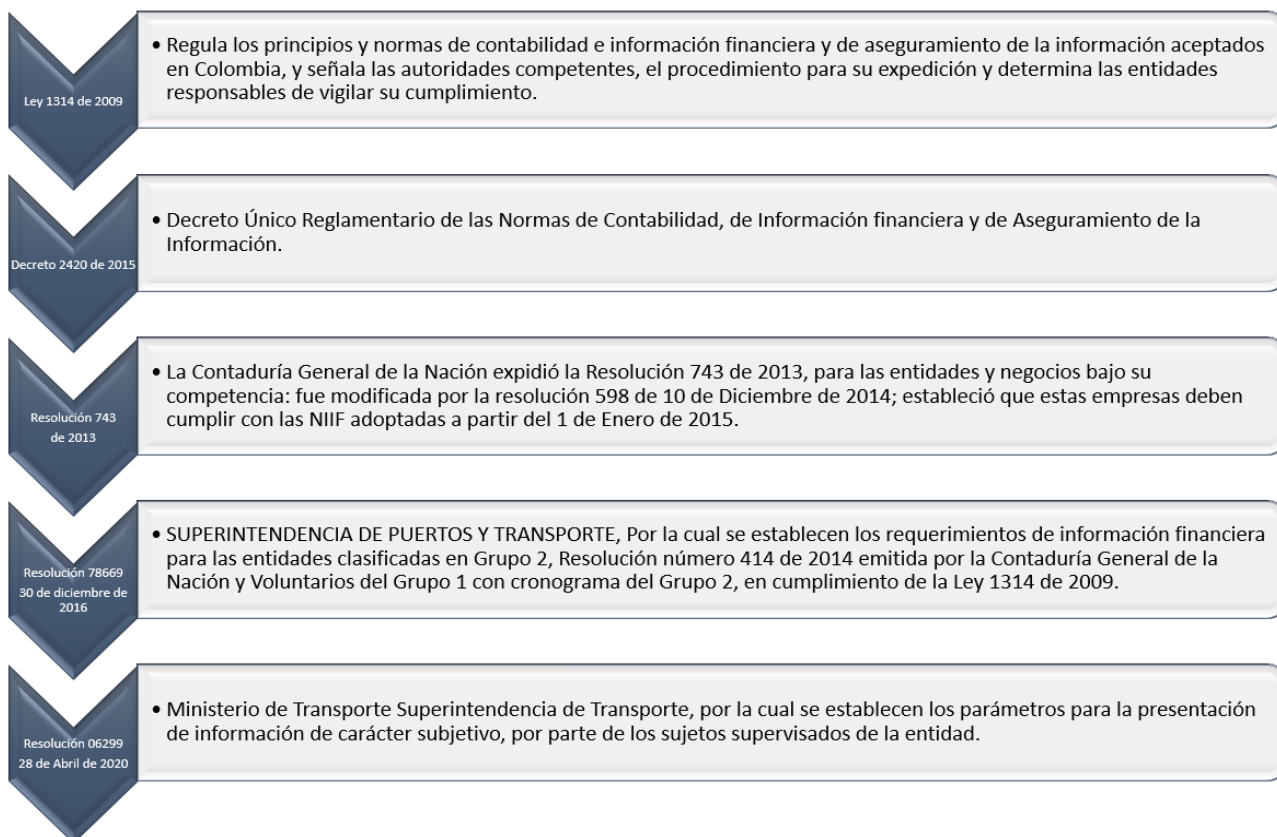 Ley 1314 de 2009
• Regula los principios y normas de contabilidad e información financiera y de aseguramiento de la información aceptados
en Colombia, y señala las autoridades competentes, el procedimiento para su expedición y determina las entidades
responsables de vigilar su cumplimiento.
Decreto 2420 de 2015
• Decreto Único Reglamentario de las Normas de Contabilidad, de Información financiera y de Aseguramiento de la
Información.
Resolución 743
de 2013
• La Contaduría General de la Nación expidió la Resolución 743 de 2013, para las entidades y negocios bajo su
competencia: fue modificada por la resolución 598 de 10 de Diciembre de 2014; estableció que estas empresas deben
cumplir con las NIIF adoptadas a partir del 1 de Enero de 2015.
Resolución 78669
30 de diciembre de
2016
• SUPERINTENDENCIA DE PUERTOS Y TRANSPORTE, Por la cual se establecen los requerimientos de información financiera
para las entidades clasificadas en Grupo 2, Resolución número 414 de 2014 emitida por la Contaduría General de la
Nación y Voluntarios del Grupo 1 con cronograma del Grupo 2, en cumplimiento de la Ley 1314 de 2009.
Resolución 06299
28 de Abril de 2020
• Ministerio de Transporte Superintendencia de Transporte, por la cual se establecen los parámetros para la presentación
de información de carácter subjetivo, por parte de los sujetos supervisados de la entidad.